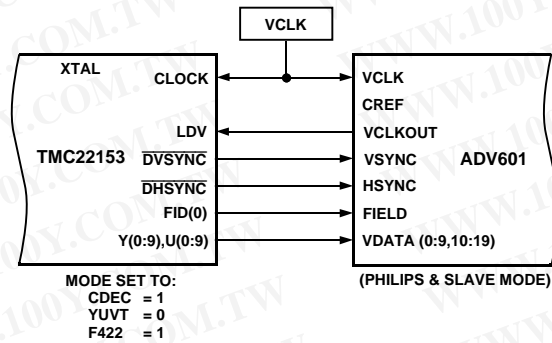 VCLK
XTAL
CLOCK
LDV
TMC22153
DVSYNC
DHSYNC
FID(0)
Y(0:9),U(0:9)
VCLK
CREF
VCLKOUT
VSYNC
ADV601
HSYNC
FIELD
VDATA (0:9,10:19)
MODE SET TO:
CDEC = 1
YUVT = 0
F422 = 1
(PHILIPS & SLAVE MODE)